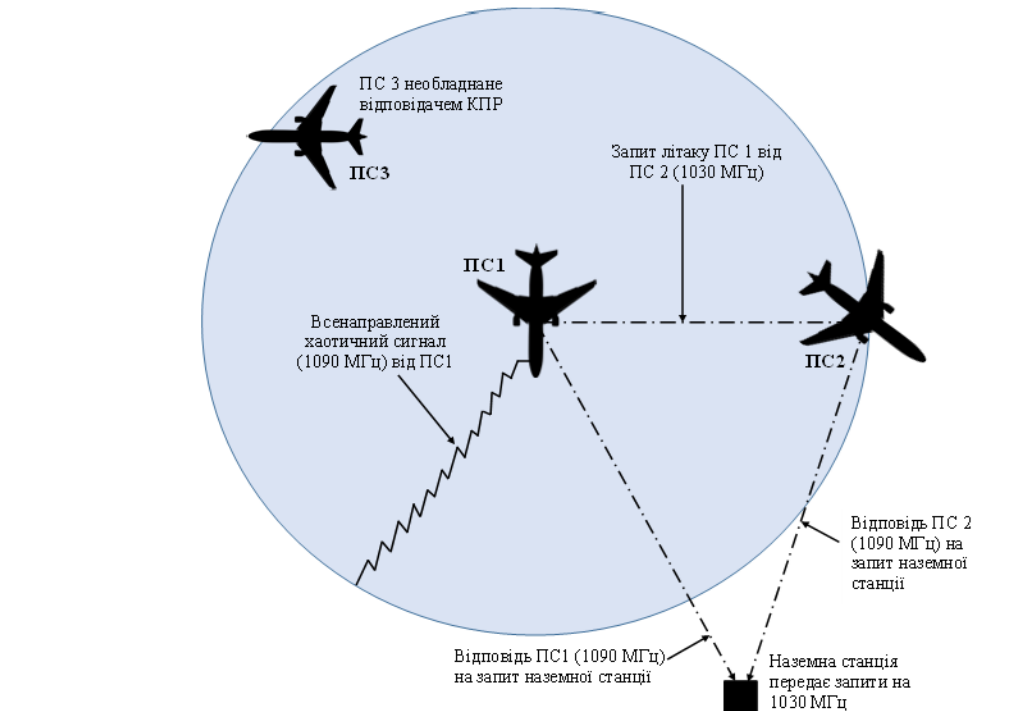 ПС 3 необладнане
відповідачем КПР
ПС3
Запит літаку ПС 1 від
ПС 2 (1030 МГц)
ПС1
Всенаправлений
хаотичний сигнал
(1090 МГц) від ПС1
ПС2
Відповідь ПС 2
(1090 МГц) на
запит наземної
станції
Відповідь ПС1 (1090 МГц)
на запит наземної станції
Наземна станція
передає запити на
1030 МГц